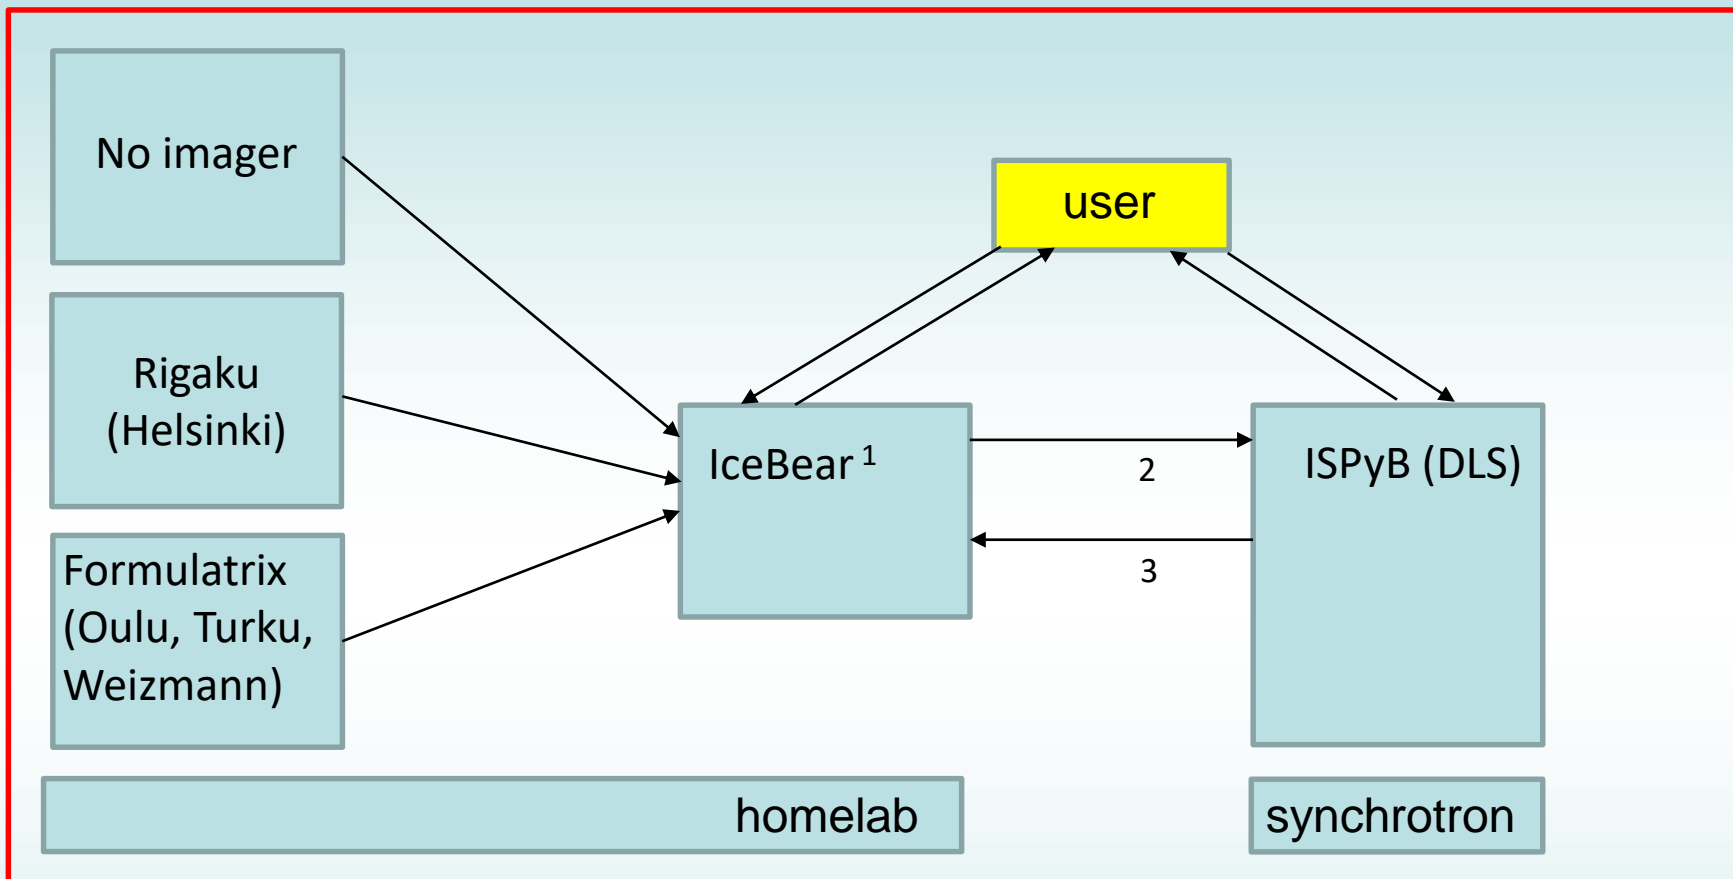 No imager
user
Rigaku
(Helsinki)
IceBear 1
2
ISPyB (DLS)
3
Formulatrix
(Oulu, Turku,
Weizmann)
homelab
synchrotron